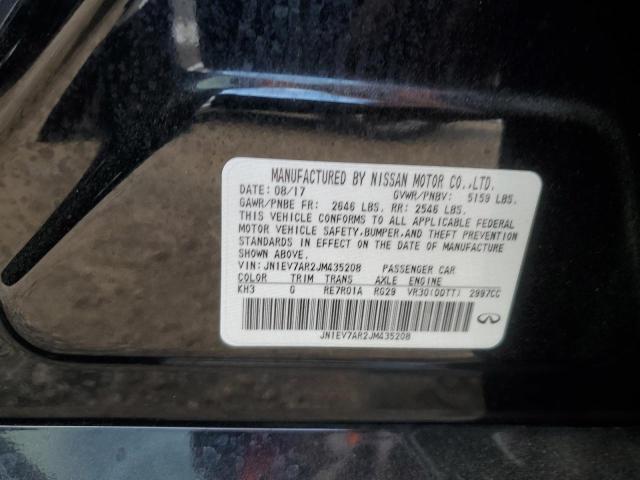 MANUFACTURED BY NISSAN MOTOR CO.,LTD.
DATE: 08/17 GVWR/PNBV: 5159 LBS.
GAWR/PNBE FR: 2646 LBS. RR: 2546 LBS.
THIS VEHICLE CONFORMS TO ALL APPLICABLE FEDERAL
MOTOR VEHICLE SAFETY,BUMPER,AND THEFT PREVENTION
STANDARDS IN EFFECT ON THE DATE OF MANUFACTURE
SHOWN ABOVE.
VIN: JN1EV7AR2JM435208 PASSENGER CAR
COLOR TRIM TRANS AXLE ENGINE
KH3 G RE7R01A RG29 VR30(DDTT) 2997CC
JN1EV7AR2JM435208